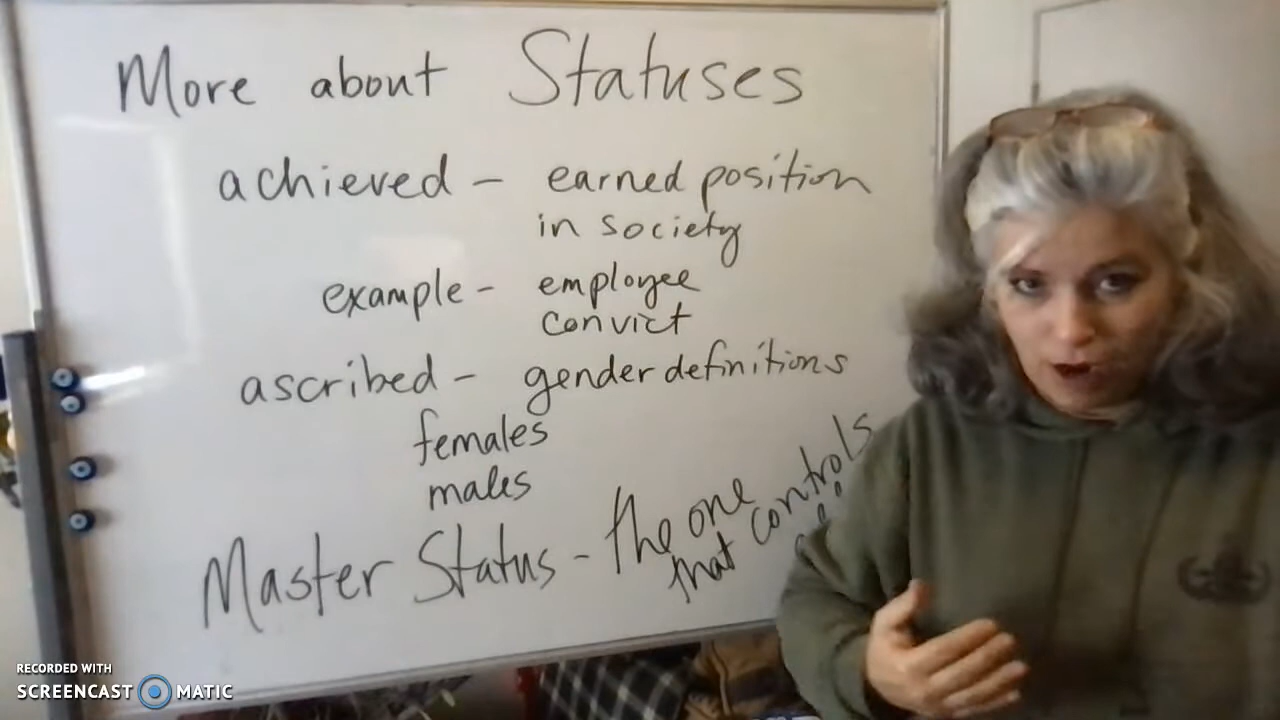 More about Statuses
achieved - earned position
in society
example - employee
convict
ascribed - gender definitions
females
males
Master Status - the one
that controls
RECORDED WITH
SCREENCAST MATIC